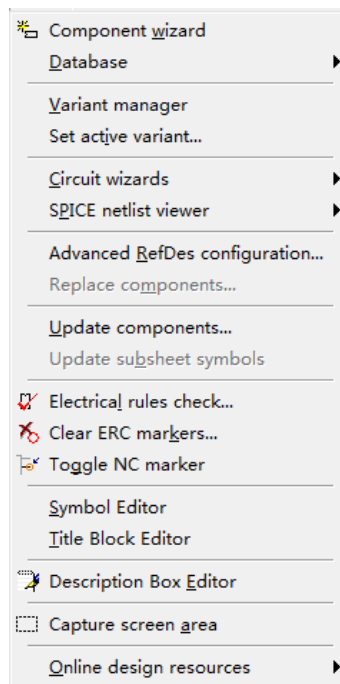 Component wizard
Database
Variant manager
Set active variant...
Circuit wizards
SPICE netlist viewer
Advanced RefDes configuration...
Replace components...
Update components...
Update subsheet symbols
Electrical rules check...
Clear ERC markers...
Toggle NC marker
Symbol Editor
Title Block Editor
Description Box Editor
Capture screen area
Online design resources